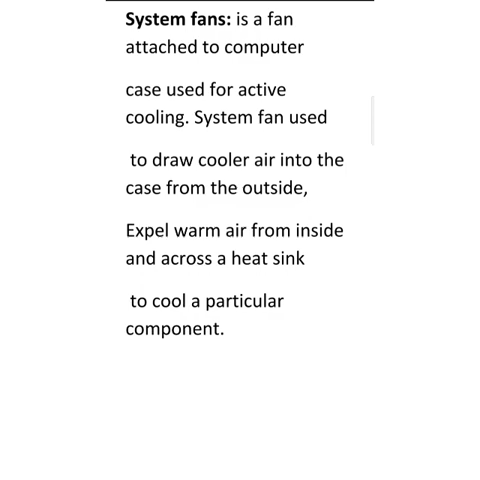 System fans: is a fan
attached to computer
case used for active
cooling. System fan used
to draw cooler air into the
case from the outside,
Expel warm air from inside
and across a heat sink
to cool a particular
component.